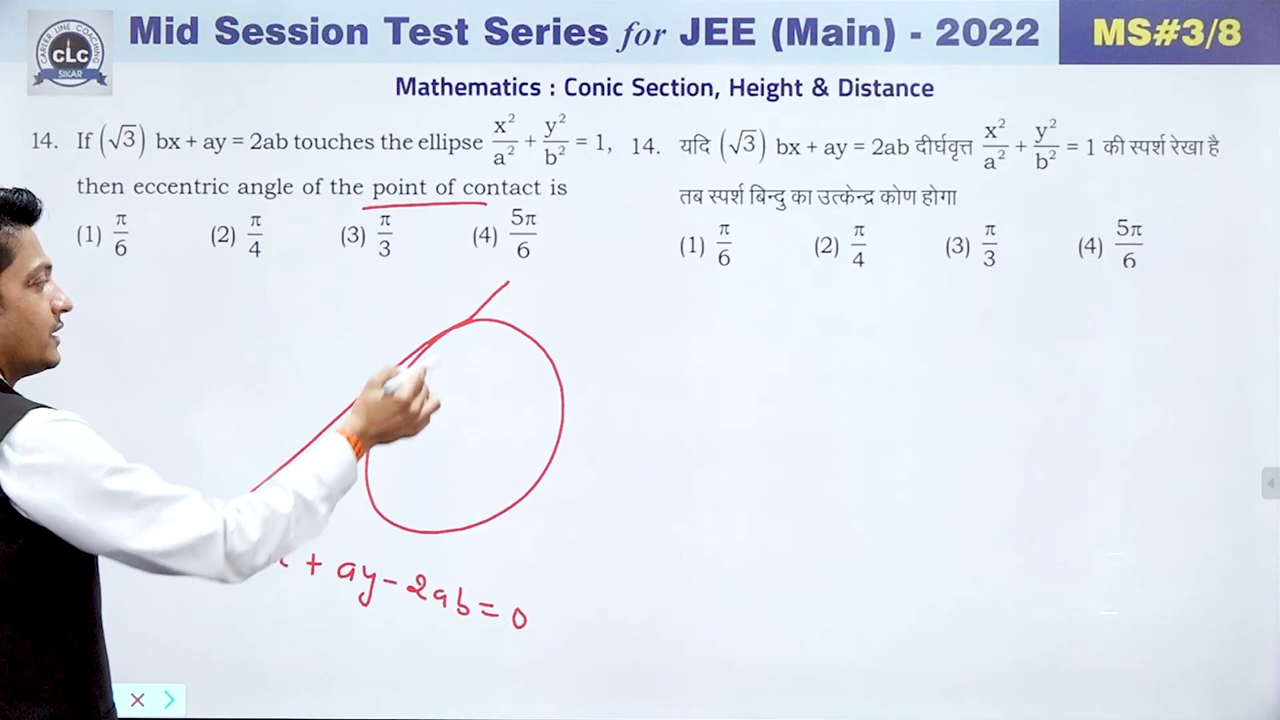 CAREER LINE COACHING
CLC
SIKAR
Mid Session Test Series for JEE (Main) - 2022
MS#3/8
Mathematics : Conic Section, Height & Distance
14. If (√3) bx + ay = 2ab touches the ellipse x²/a² + y²/b² = 1,
then eccentric angle of the point of contact is
(1) π/6 (2) π/4 (3) π/3 (4) 5π/6
14. यदि (√3) bx + ay = 2ab दीर्घवृत्त x²/a² + y²/b² = 1 की स्पर्श रेखा है
तब स्पर्श बिन्दु का उत्केन्द्र कोण होगा
(1) π/6 (2) π/4 (3) π/3 (4) 5π/6
+ ay - 2ab = 0